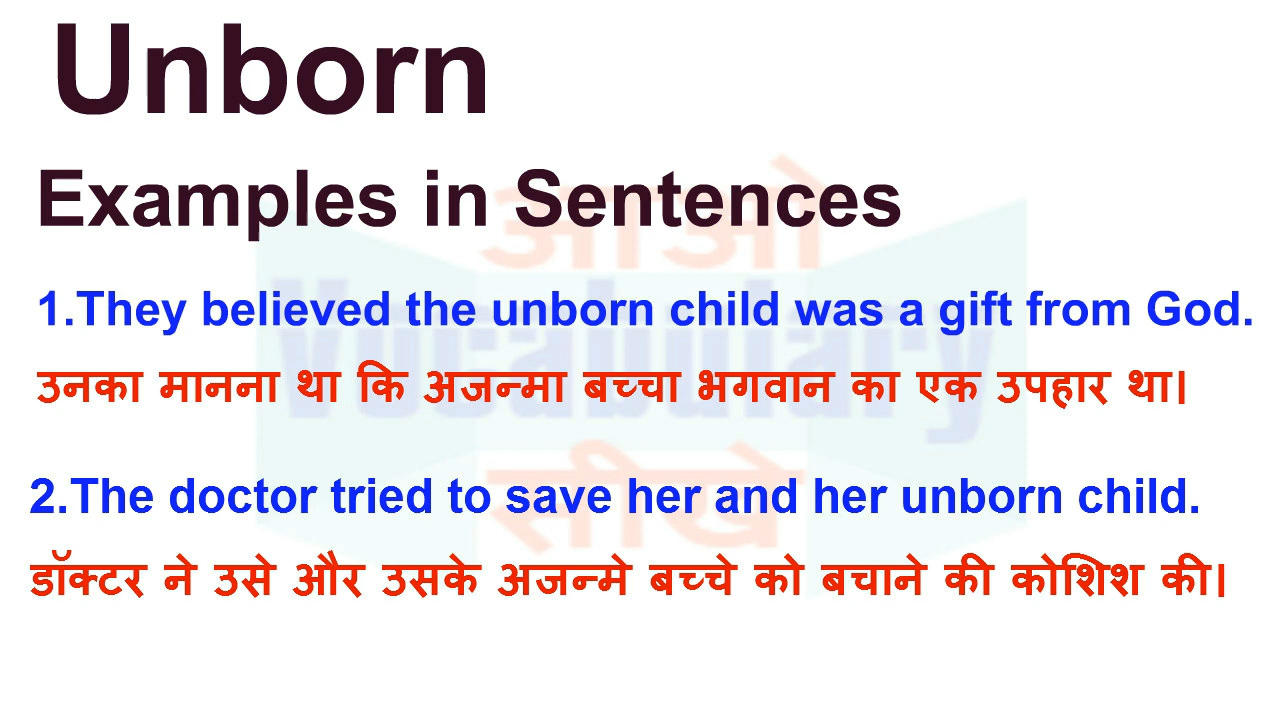 Unborn
Examples in Sentences
आओ
Vocabulary
सीखे
1.They believed the unborn child was a gift from God.
उनका मानना था कि अजन्मा बच्चा भगवान का एक उपहार था।
2.The doctor tried to save her and her unborn child.
डॉक्टर ने उसे और उसके अजन्मे बच्चे को बचाने की कोशिश की।